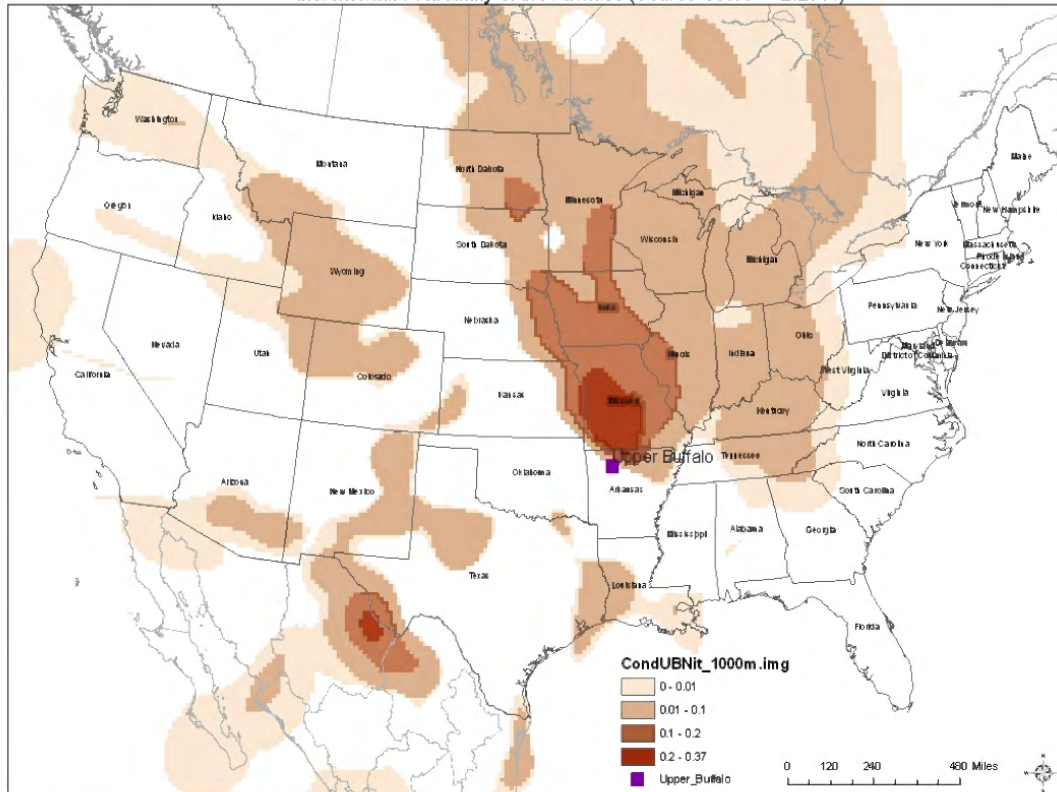 Washington
Montana
North Dakota
Minnesota
Michigan
Maine
Oregon
Idaho
Wisconsin
Vermont
New Hampshire
South Dakota
Michigan
New York
Massachusetts
Rhode Island
Connecticut
Wyoming
Nebraska
Iowa
Pennsylvania
New Jersey
Nevada
Utah
Illinois
Indiana
Ohio
Maryland
Delaware
District of Columbia
California
Colorado
Kansas
Missouri
West Virginia
Virginia
Kentucky
North Carolina
Upper Buffalo
Tennessee
Arizona
New Mexico
Oklahoma
Arkansas
South Carolina
Mississippi
Alabama
Georgia
Texas
Louisiana
Florida
CondUBNit_1000m.img
0 - 0.01
0.01 - 0.1
0.1 - 0.2
0.2 - 0.37
Upper_Buffalo
0 120 240 480 Miles